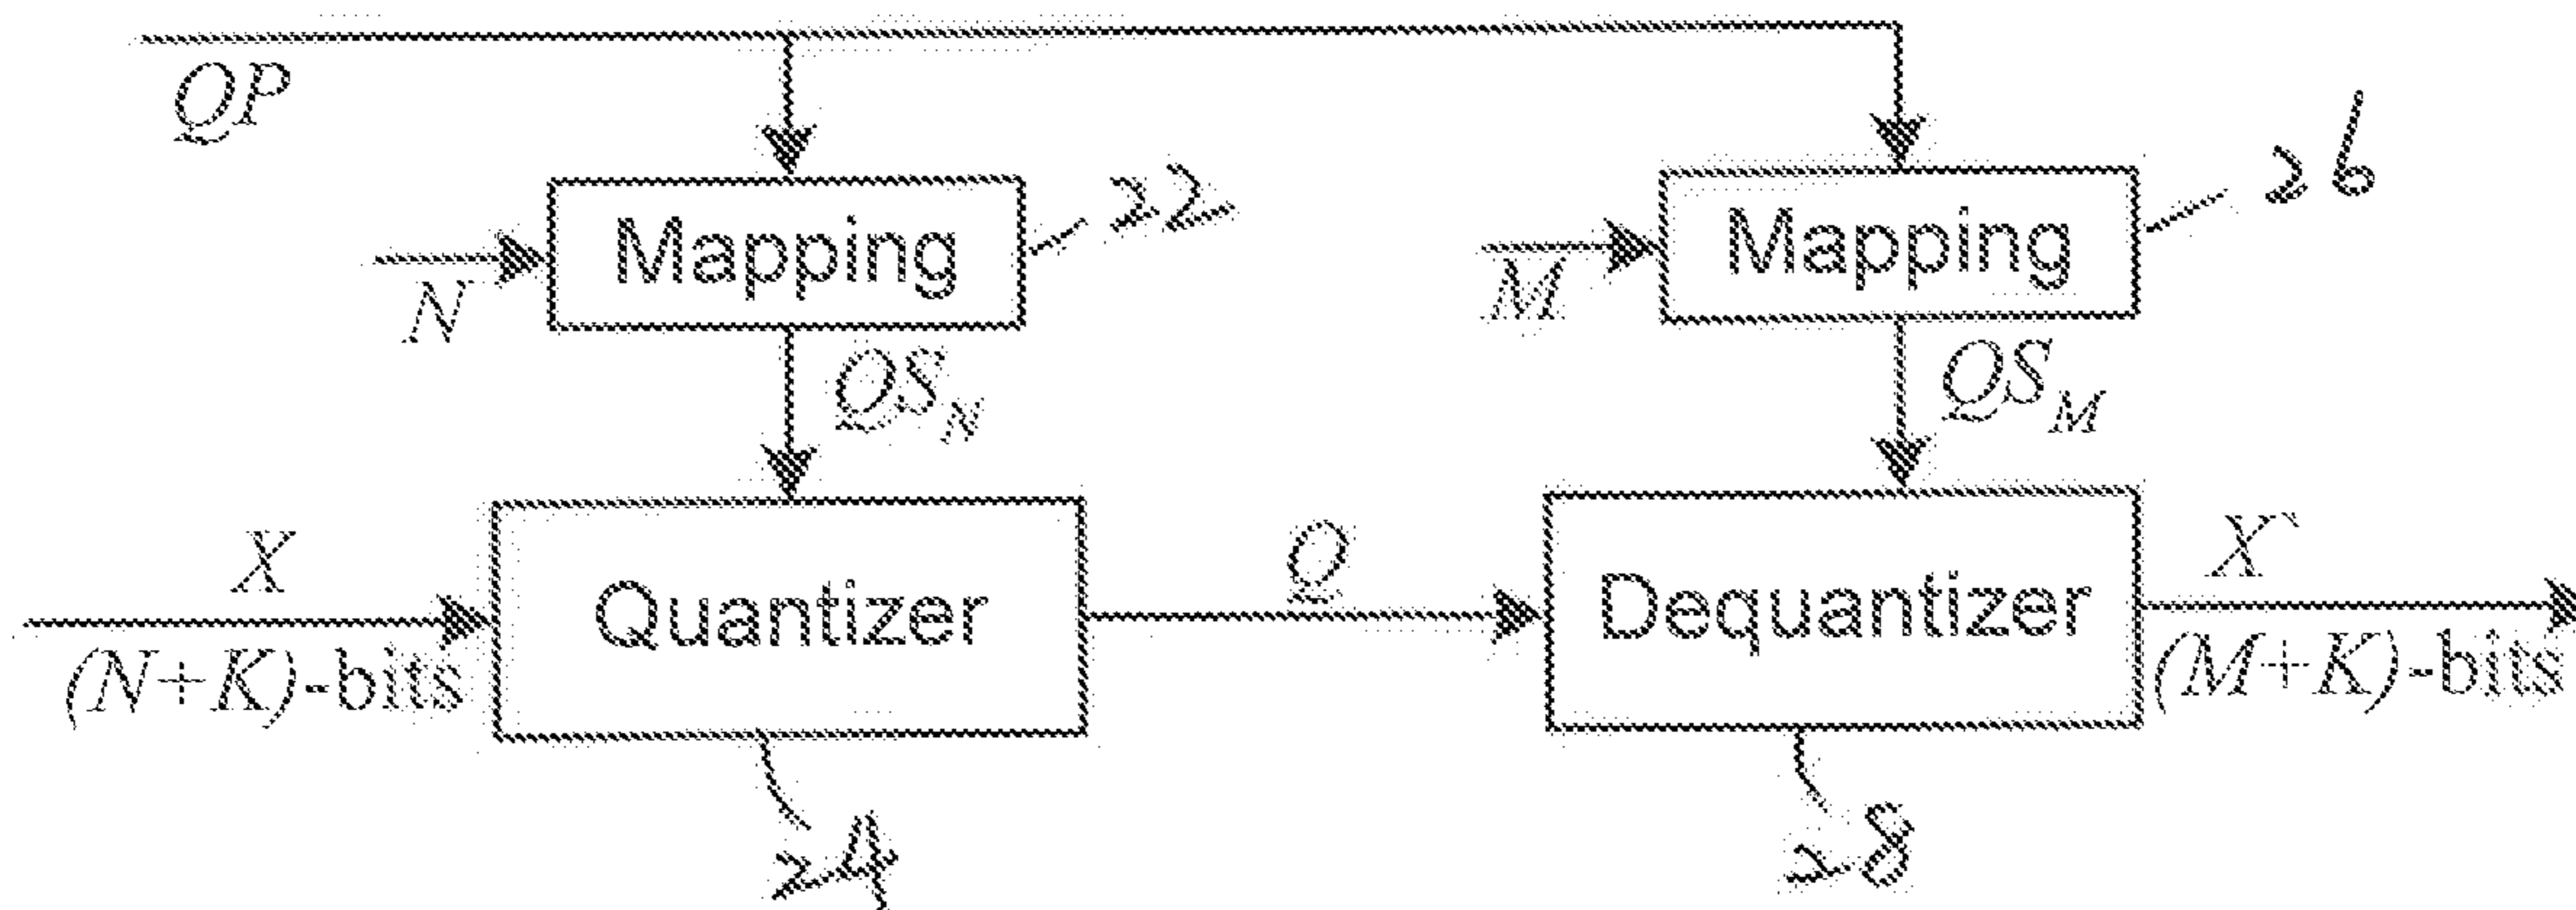 QP
Mapping
22
Mapping
26
N
M
QS_N
QS_M
X
(N+K)-bits
Quantizer
Q
Dequantizer
X`
(M+K)-bits
24
28